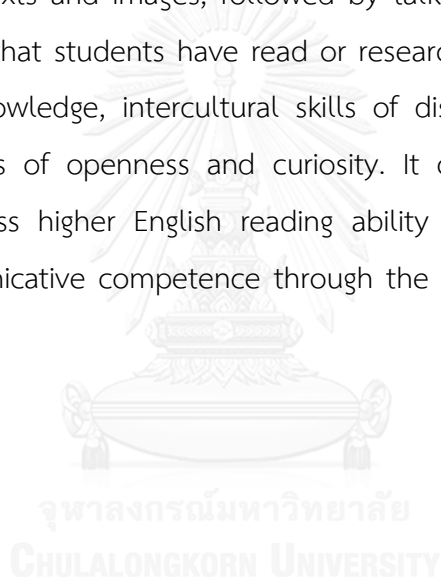 xts and images, followed by talk
hat students have read or researc
owledge, intercultural skills of dis
s of openness and curiosity. It c
ss higher English reading ability
nicative competence through the
จุฬาลงกรณ์มหาวิทยาลัย
CHULALONGKORN UNIVERSITY